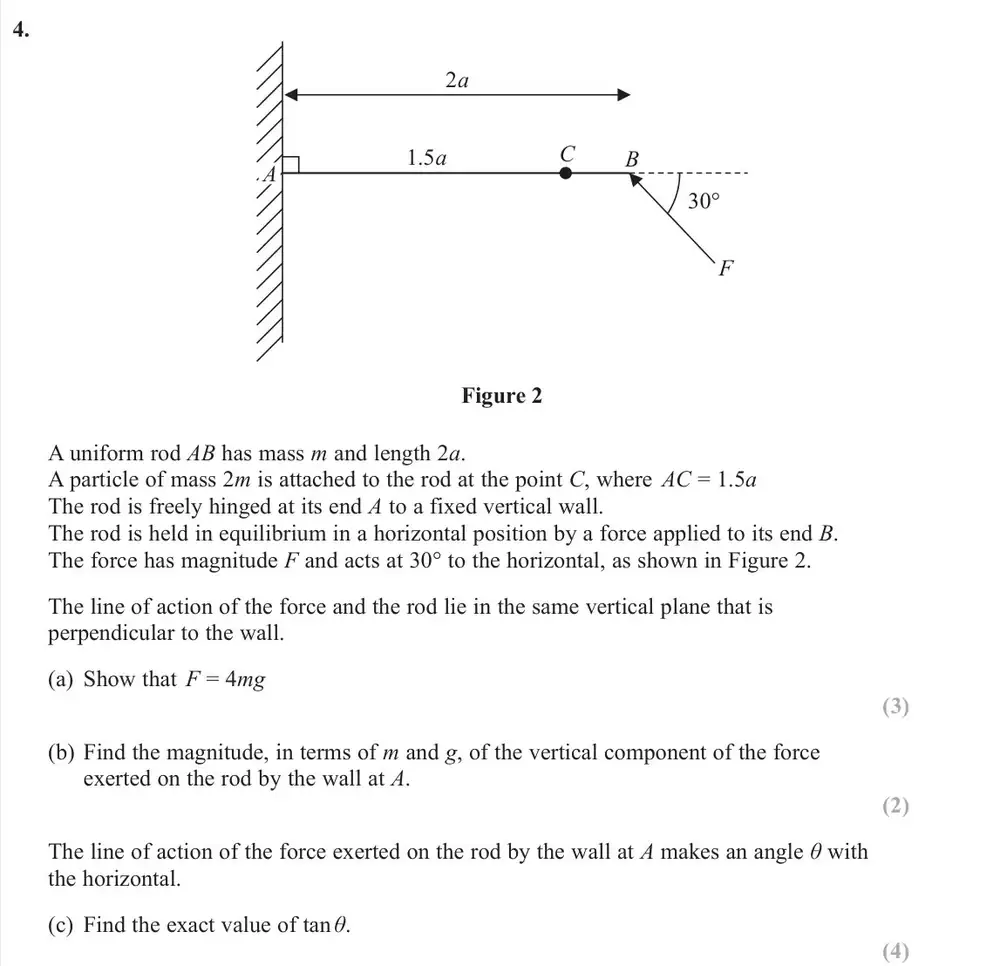 4.
2a
1.5a
C
B
A
30°
F
Figure 2
A uniform rod AB has mass m and length 2a.
A particle of mass 2m is attached to the rod at the point C, where AC = 1.5a
The rod is freely hinged at its end A to a fixed vertical wall.
The rod is held in equilibrium in a horizontal position by a force applied to its end B.
The force has magnitude F and acts at 30° to the horizontal, as shown in Figure 2.
The line of action of the force and the rod lie in the same vertical plane that is
perpendicular to the wall.
(a) Show that F = 4mg
(3)
(b) Find the magnitude, in terms of m and g, of the vertical component of the force
exerted on the rod by the wall at A.
(2)
The line of action of the force exerted on the rod by the wall at A makes an angle θ with
the horizontal.
(c) Find the exact value of tan θ.
(4)